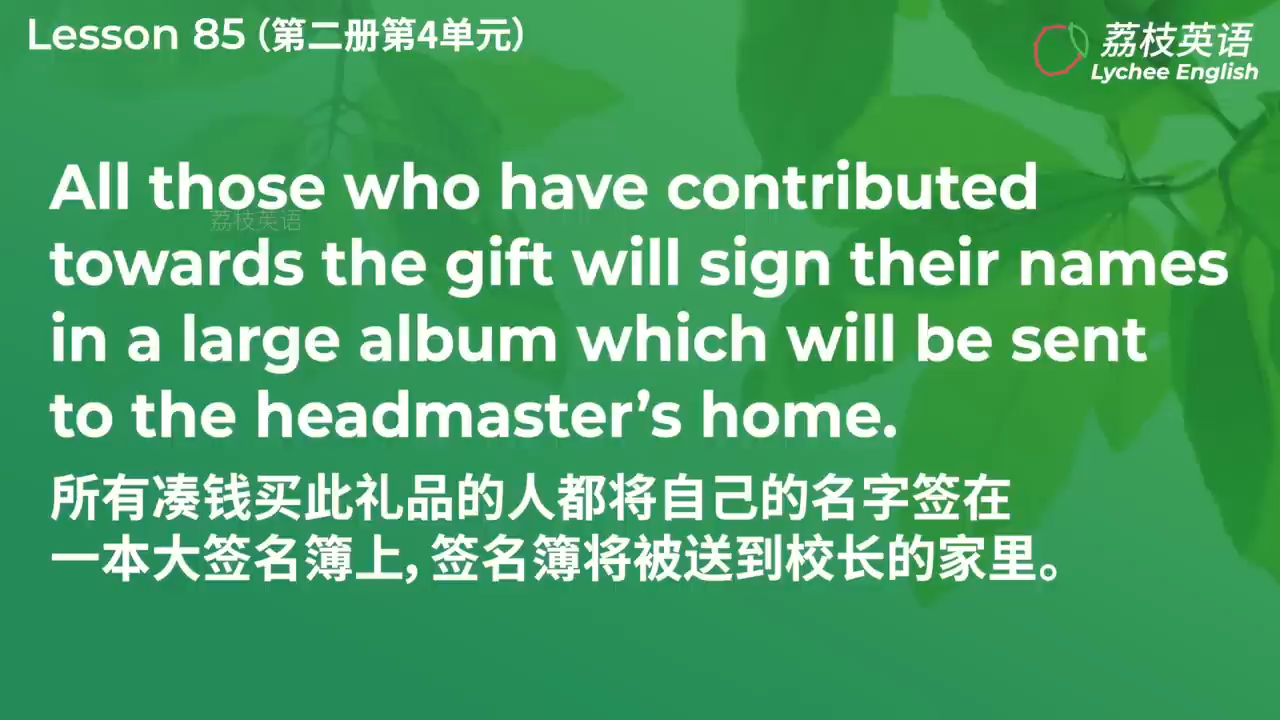 Lesson 85（第二册第4单元）
荔枝英语
Lychee English
All those who have contributed
荔枝英语
towards the gift will sign their names
in a large album which will be sent
to the headmaster’s home.
所有凑钱买此礼品的人都将自己的名字签在
一本大签名簿上，签名簿将被送到校长的家里。